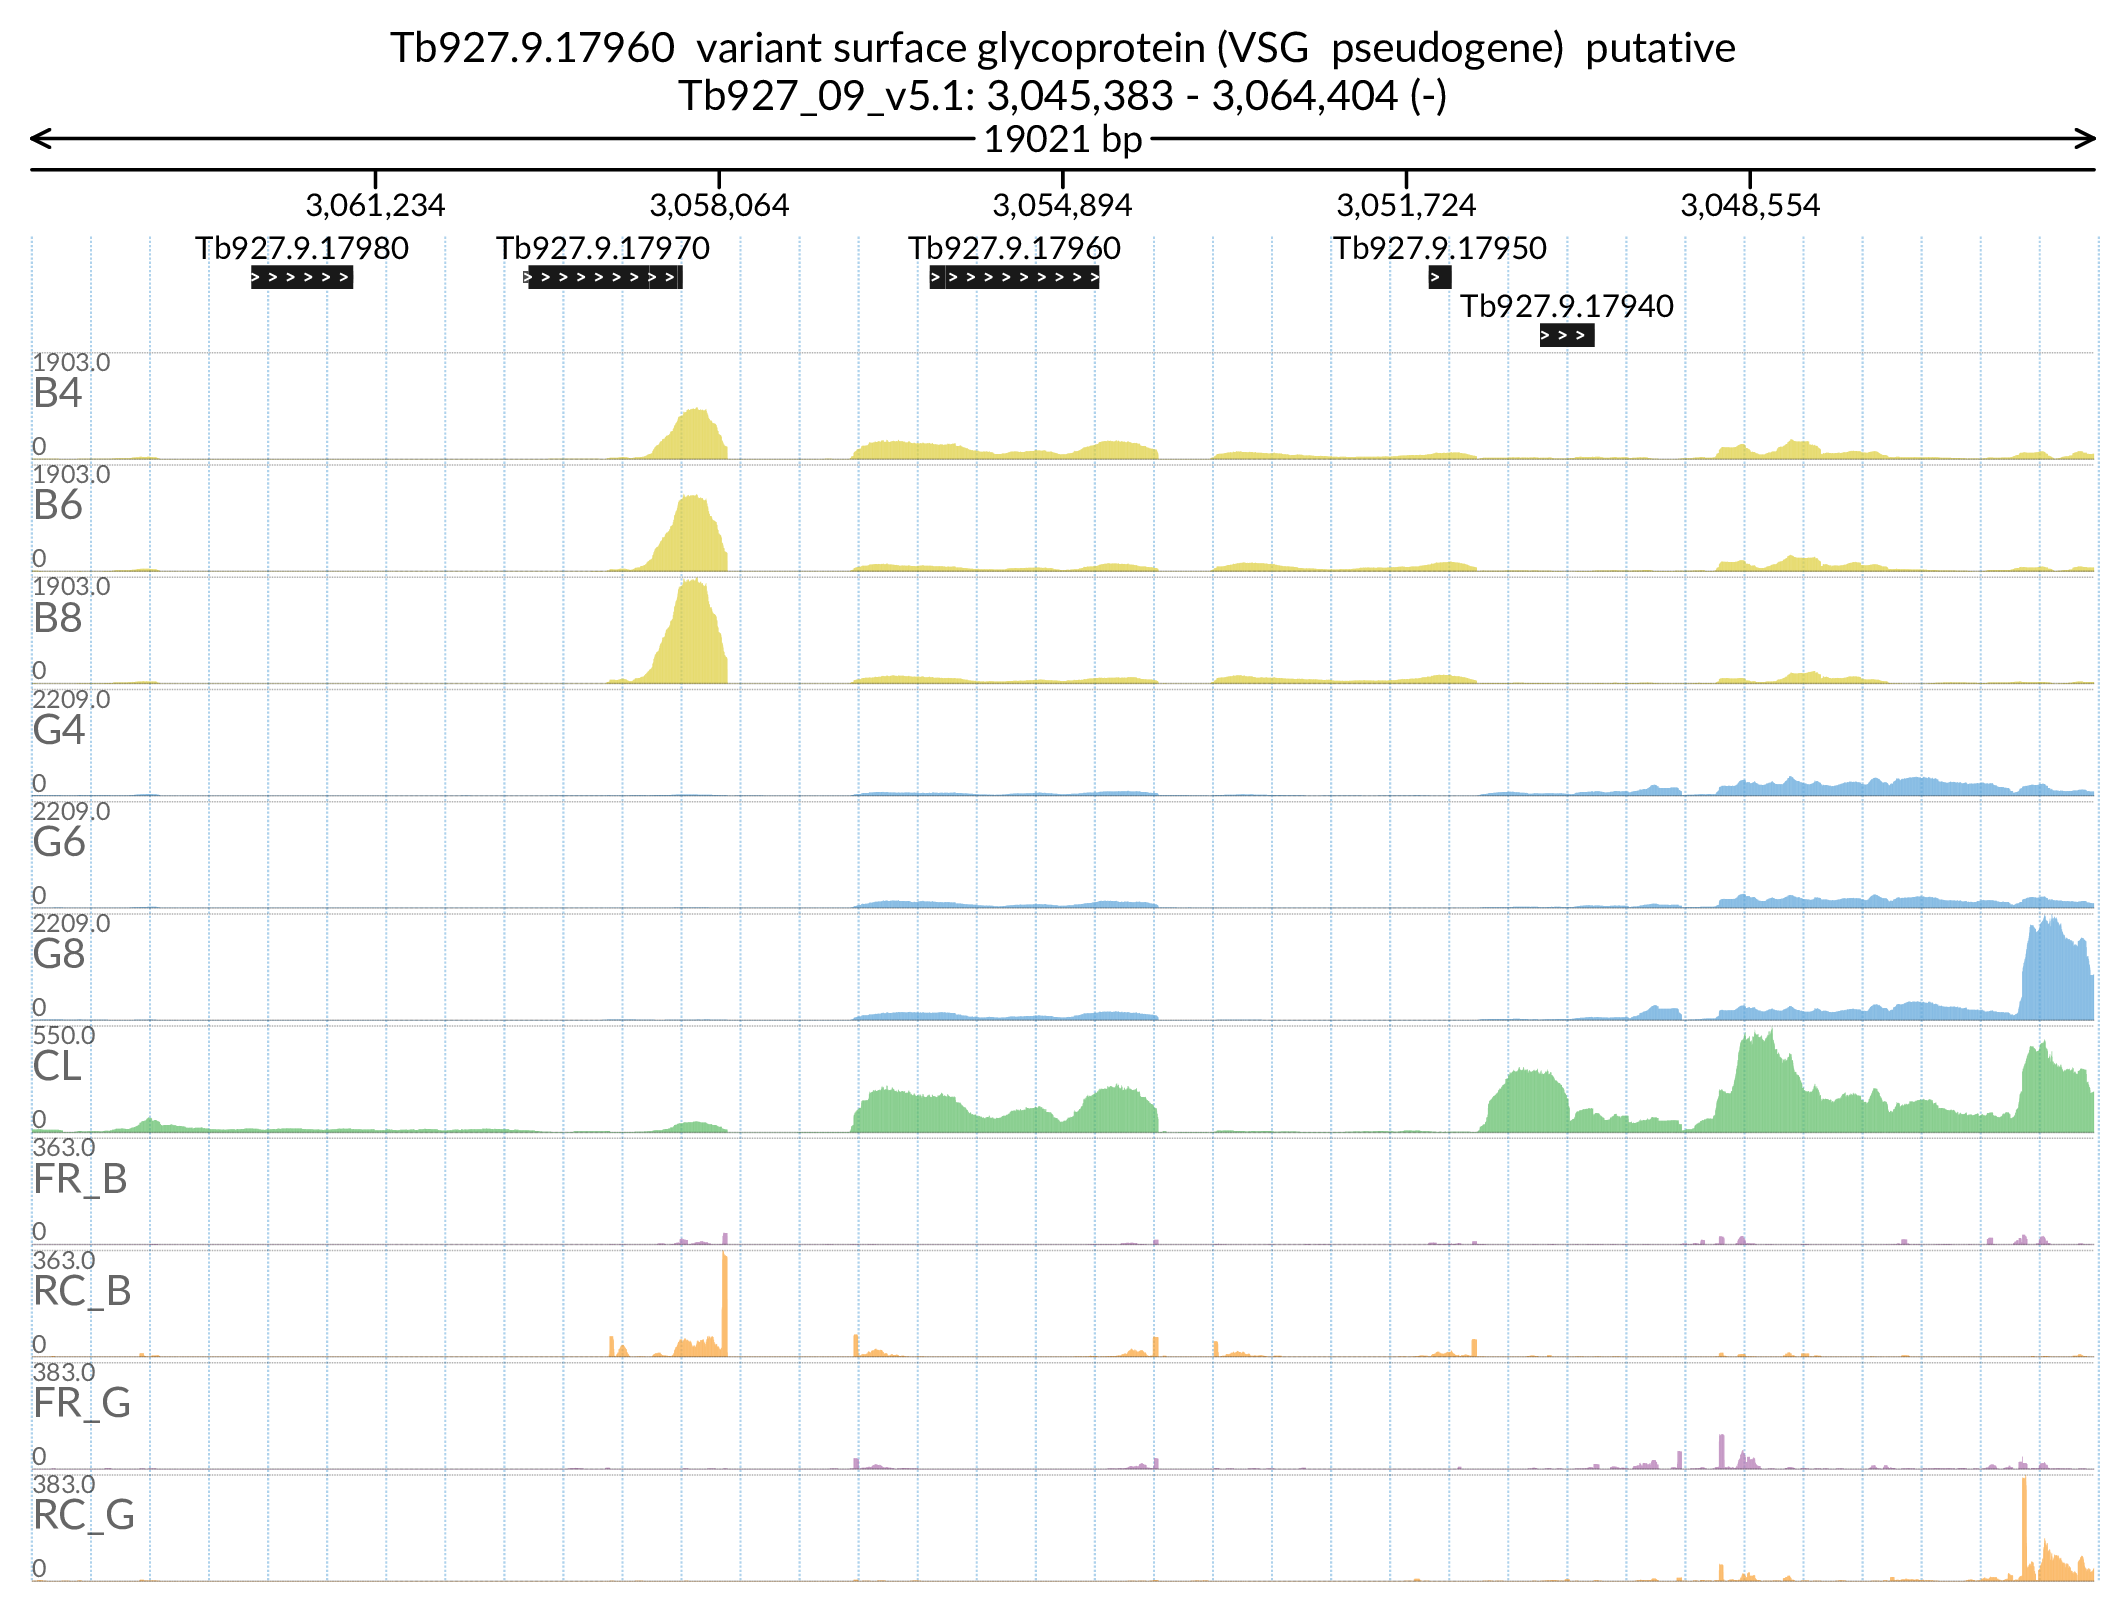 Tb927.9.17960  variant surface glycoprotein (VSG  pseudogene)  putative
Tb927_09_v5.1: 3,045,383 - 3,064,404 (-)
19021 bp
3,061,234 3,058,064 3,054,894 3,051,724 3,048,554
Tb927.9.17980 Tb927.9.17970 Tb927.9.17960 Tb927.9.17950
Tb927.9.17940
1903.0
B4
0
1903.0
B6
0
1903.0
B8
0
2209.0
G4
0
2209.0
G6
0
2209.0
G8
0
550.0
CL
0
363.0
FR_B
0
363.0
RC_B
0
383.0
FR_G
0
383.0
RC_G
0